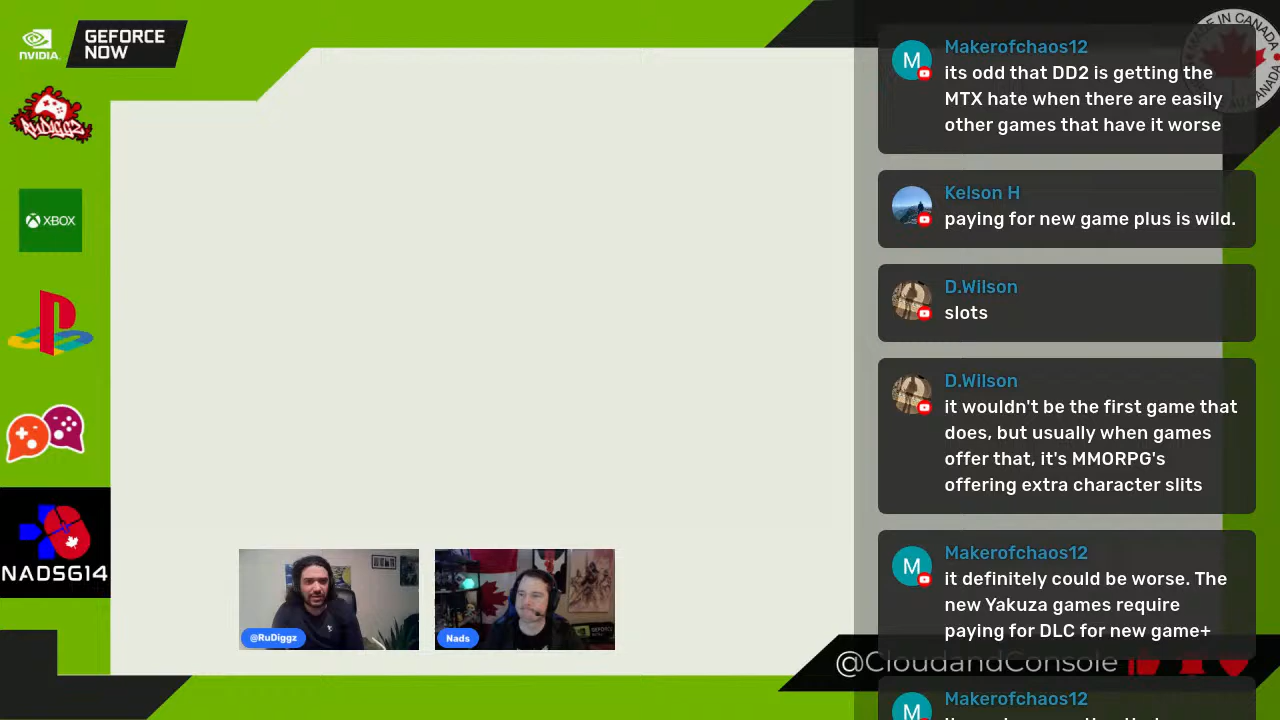 NVIDIA.
GEFORCE
NOW
RUDIGGZ
XBOX
NADSG14
MADE IN CANADA
Makerofchaos12
its odd that DD2 is getting the
MTX hate when there are easily
other games that have it worse
Kelson H
paying for new game plus is wild.
D.Wilson
slots
D.Wilson
it wouldn't be the first game that
does, but usually when games
offer that, it's MMORPG's
offering extra character slits
Makerofchaos12
it definitely could be worse. The
new Yakuza games require
paying for DLC for new game+
Makerofchaos12
@RuDiggz
Nads
@CloudandConsole